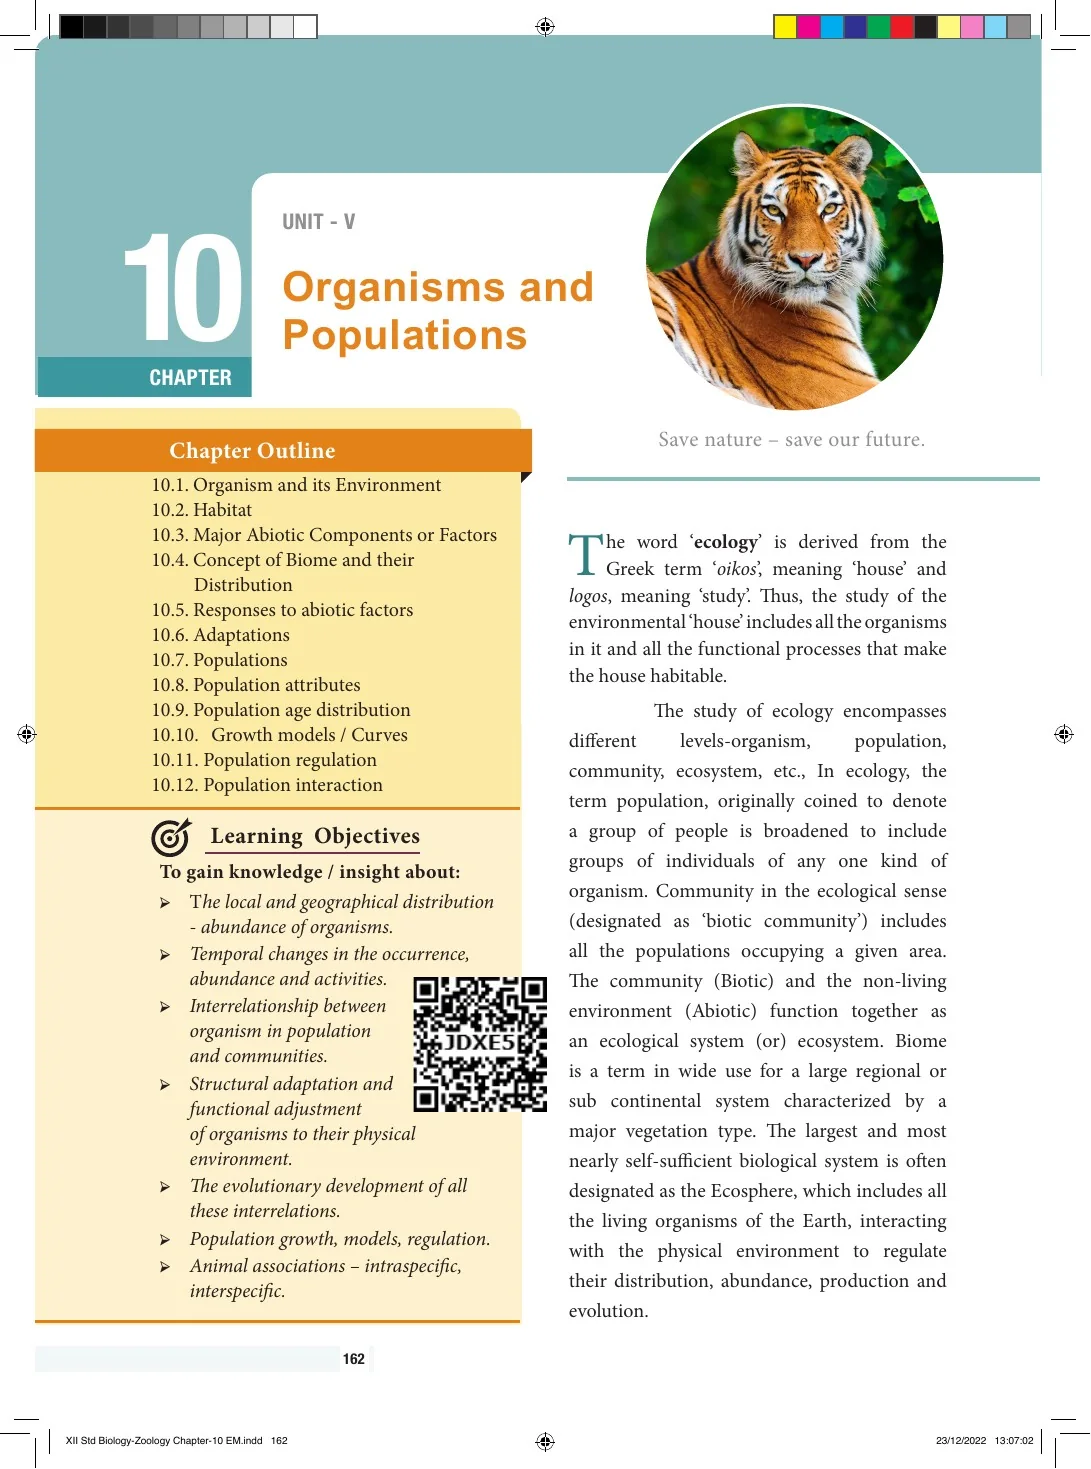 UNIT - V
10
Organisms and
Populations
CHAPTER
Save nature – save our future.
Chapter Outline
10.1. Organism and its Environment
10.2. Habitat
10.3. Major Abiotic Components or Factors
10.4. Concept of Biome and their
Distribution
10.5. Responses to abiotic factors
10.6. Adaptations
10.7. Populations
10.8. Population attributes
10.9. Population age distribution
10.10. Growth models / Curves
10.11. Population regulation
10.12. Population interaction
Learning Objectives
To gain knowledge / insight about:
➢ The local and geographical distribution
- abundance of organisms.
➢ Temporal changes in the occurrence,
abundance and activities.
➢ Interrelationship between
organism in population
and communities.
➢ Structural adaptation and
functional adjustment
of organisms to their physical
environment.
➢ The evolutionary development of all
these interrelations.
➢ Population growth, models, regulation.
➢ Animal associations – intraspecific,
interspecific.
JDXE5
The word ‘ecology’ is derived from the
Greek term ‘oikos’, meaning ‘house’ and
logos, meaning ‘study’. Thus, the study of the
environmental ‘house’ includes all the organisms
in it and all the functional processes that make
the house habitable.
The study of ecology encompasses
different levels-organism, population,
community, ecosystem, etc., In ecology, the
term population, originally coined to denote
a group of people is broadened to include
groups of individuals of any one kind of
organism. Community in the ecological sense
(designated as ‘biotic community’) includes
all the populations occupying a given area.
The community (Biotic) and the non-living
environment (Abiotic) function together as
an ecological system (or) ecosystem. Biome
is a term in wide use for a large regional or
sub continental system characterized by a
major vegetation type. The largest and most
nearly self-sufficient biological system is often
designated as the Ecosphere, which includes all
the living organisms of the Earth, interacting
with the physical environment to regulate
their distribution, abundance, production and
evolution.
162
XII Std Biology-Zoology Chapter-10 EM.indd 162
23/12/2022 13:07:02